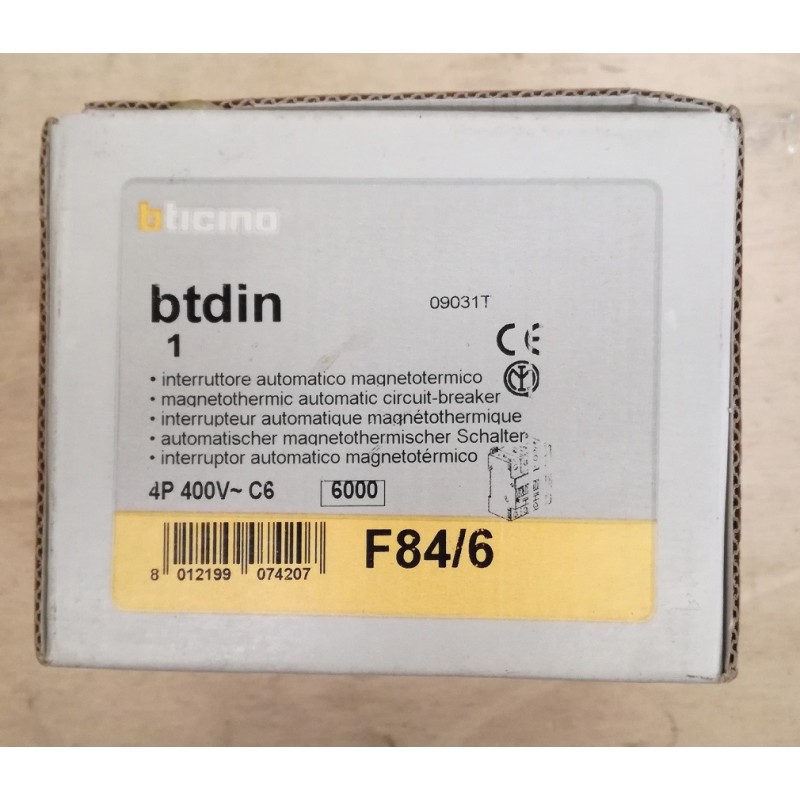 bticino
btdin
09031T
1
CE
• interruttore automatico magnetotermico
• magnetothermic automatic circuit-breaker
• interrupteur automatique magnétothermique
• automatischer magnetothermischer Schalter
• interruptor automatico magnetotérmico
4P 400V~ C6
6000
F84/6
8 012199 074207